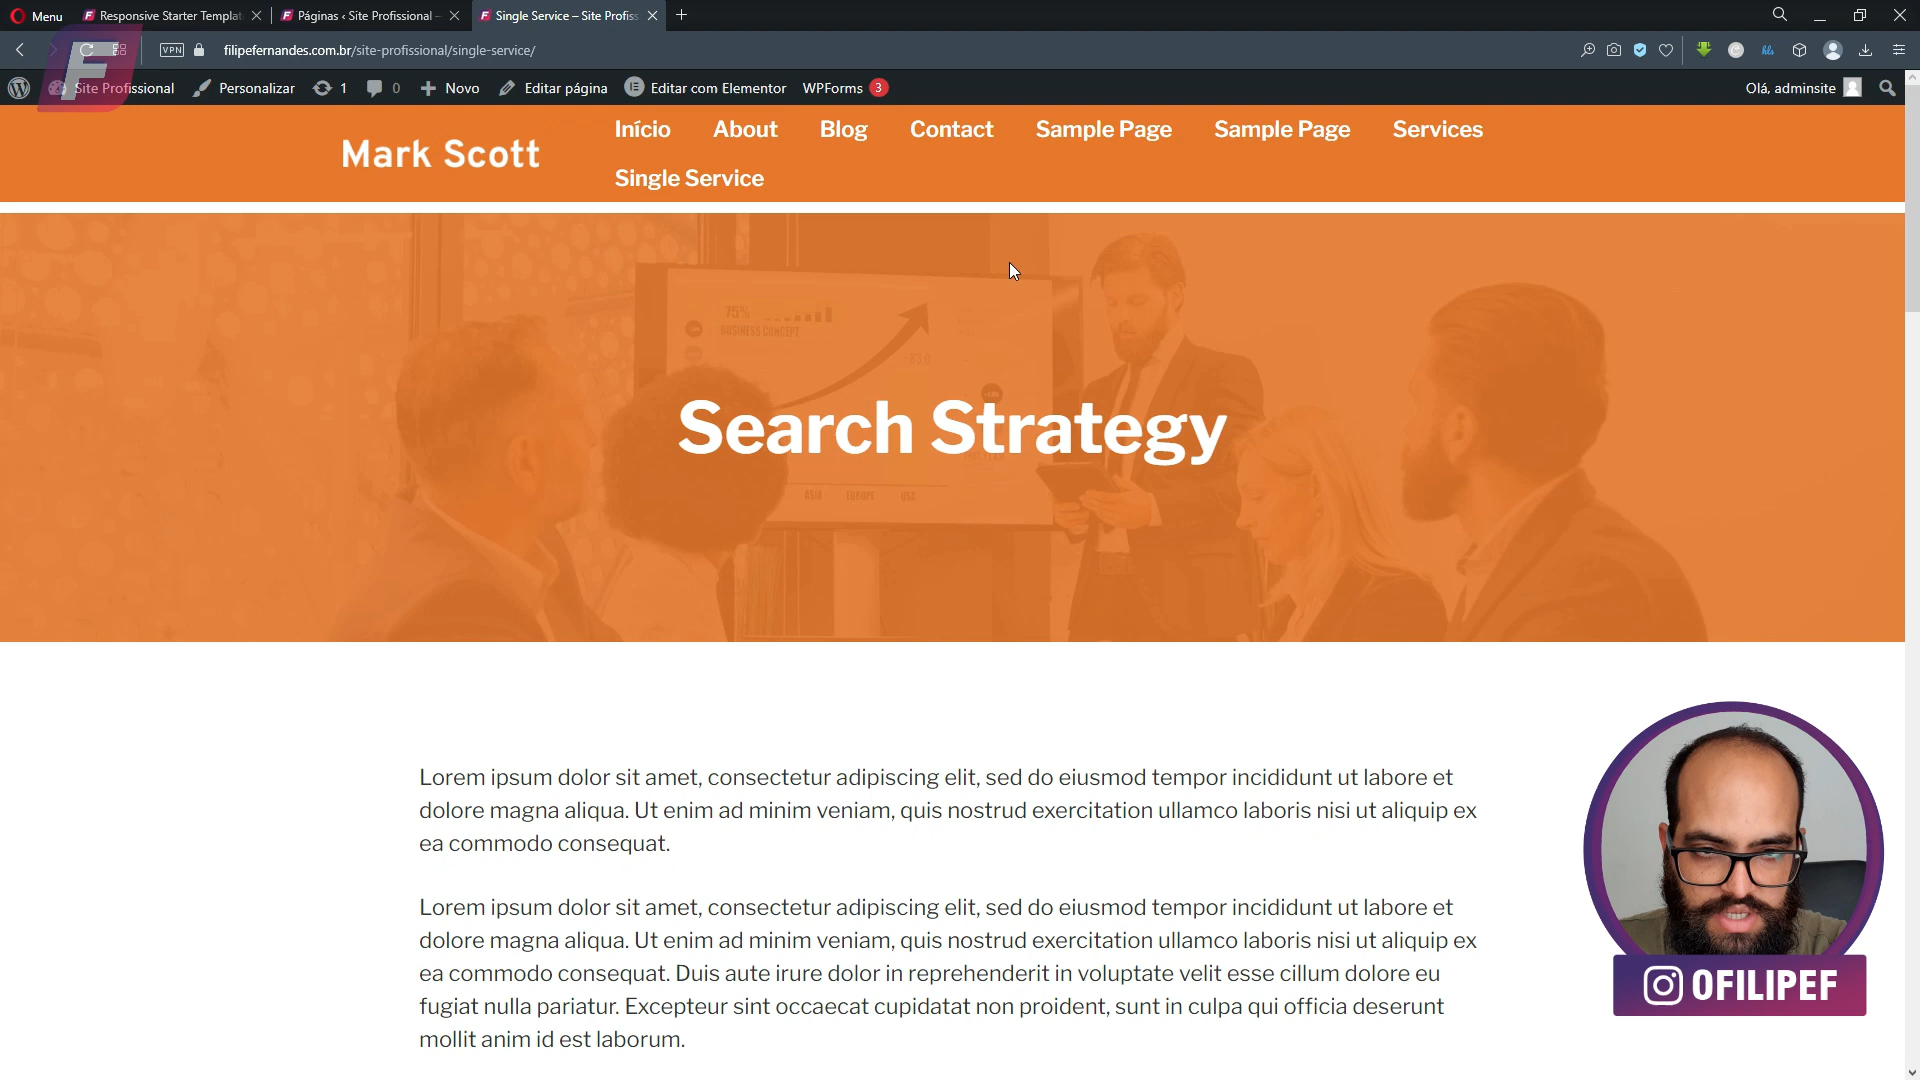 Menu
Responsive Starter Templat
Páginas ‹ Site Profissional –
Single Service – Site Profiss
VPN
filipefernandes.com.br/site-profissional/single-service/
hls
F
Site Profissional
Personalizar
1
0
Novo
Editar página
Editar com Elementor
WPForms 3
Olá, adminsite
Mark Scott
Início
About
Blog
Contact
Sample Page
Sample Page
Services
Single Service
75%
BUSINESS CONCEPT
Search Strategy
ASIA
EUROPE
USA
Lorem ipsum dolor sit amet, consectetur adipiscing elit, sed do eiusmod tempor incididunt ut labore et
dolore magna aliqua. Ut enim ad minim veniam, quis nostrud exercitation ullamco laboris nisi ut aliquip ex
ea commodo consequat.
Lorem ipsum dolor sit amet, consectetur adipiscing elit, sed do eiusmod tempor incididunt ut labore et
dolore magna aliqua. Ut enim ad minim veniam, quis nostrud exercitation ullamco laboris nisi ut aliquip ex
ea commodo consequat. Duis aute irure dolor in reprehenderit in voluptate velit esse cillum dolore eu
fugiat nulla pariatur. Excepteur sint occaecat cupidatat non proident, sunt in culpa qui officia deserunt
mollit anim id est laborum.
OFILIPEF